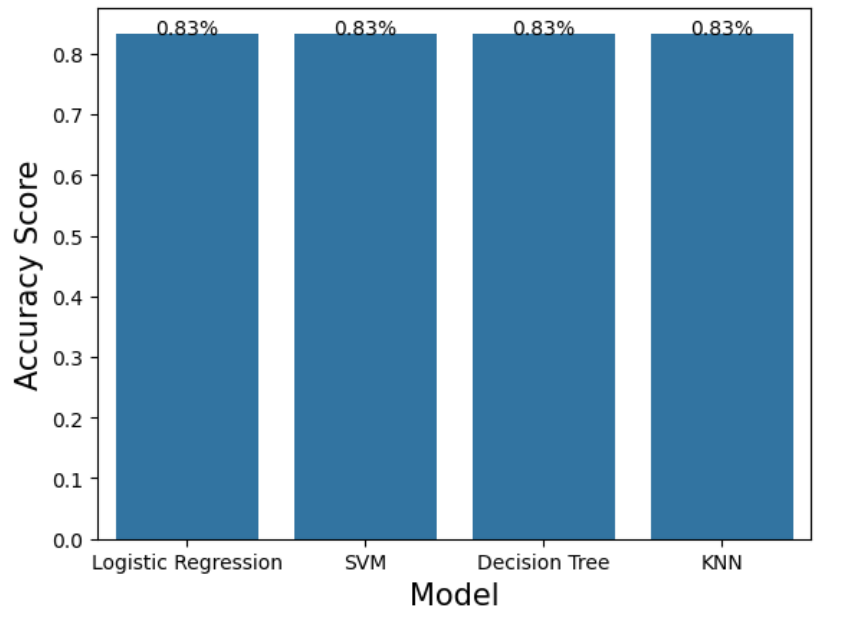 0.83% 0.83% 0.83% 0.83%
0.8
0.7
0.6
0.5
0.4
0.3
0.2
0.1
0.0
Accuracy Score
Logistic Regression SVM Decision Tree KNN
Model